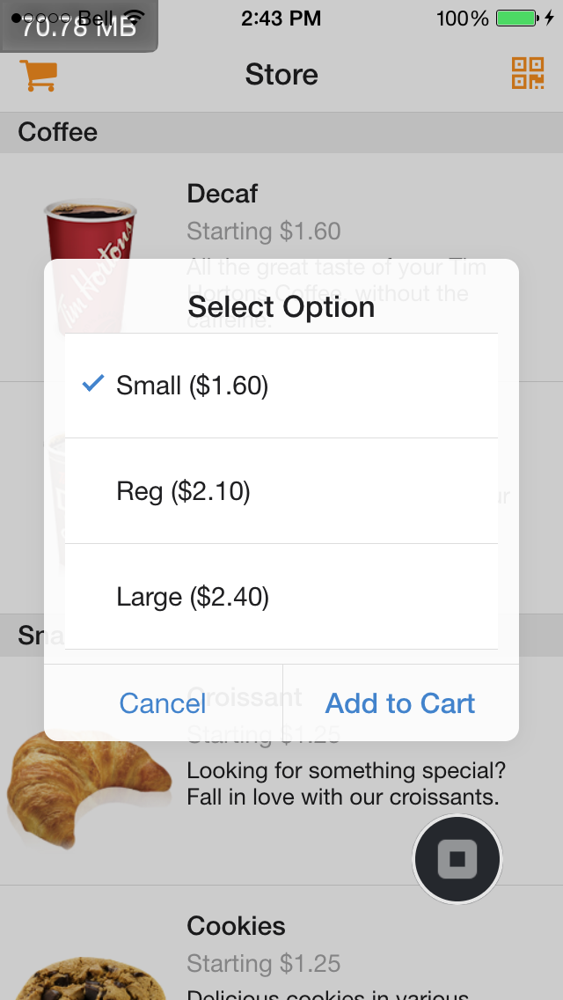 70.78 MB
Bell
2:43 PM
100%
Store
Coffee
Tim Hortons
Decaf
Starting $1.60
All the great taste of your Tim
Hortons Coffee, without the
caffeine.
Select Option
Small ($1.60)
Reg ($2.10)
Large ($2.40)
Cancel
Add to Cart
Croissant
Starting $1.25
Looking for something special?
Fall in love with our croissants.
Cookies
Starting $1.25
Delicious cookies in various